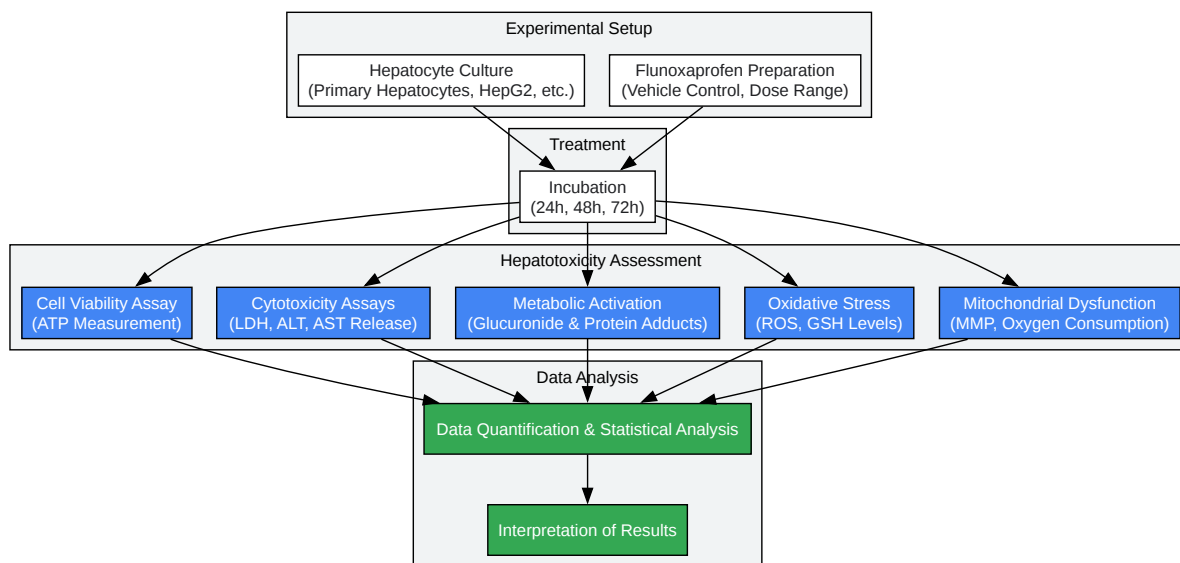 Experimental Setup
Hepatocyte Culture
(Primary Hepatocytes, HepG2, etc.)
Flunoxaprofen Preparation
(Vehicle Control, Dose Range)
Treatment
Incubation
(24h, 48h, 72h)
Hepatotoxicity Assessment
Cell Viability Assay
(ATP Measurement)
Cytotoxicity Assays
(LDH, ALT, AST Release)
Metabolic Activation
(Glucuronide & Protein Adducts)
Oxidative Stress
(ROS, GSH Levels)
Mitochondrial Dysfunction
(MMP, Oxygen Consumption)
Data Analysis
Data Quantification & Statistical Analysis
Interpretation of Results